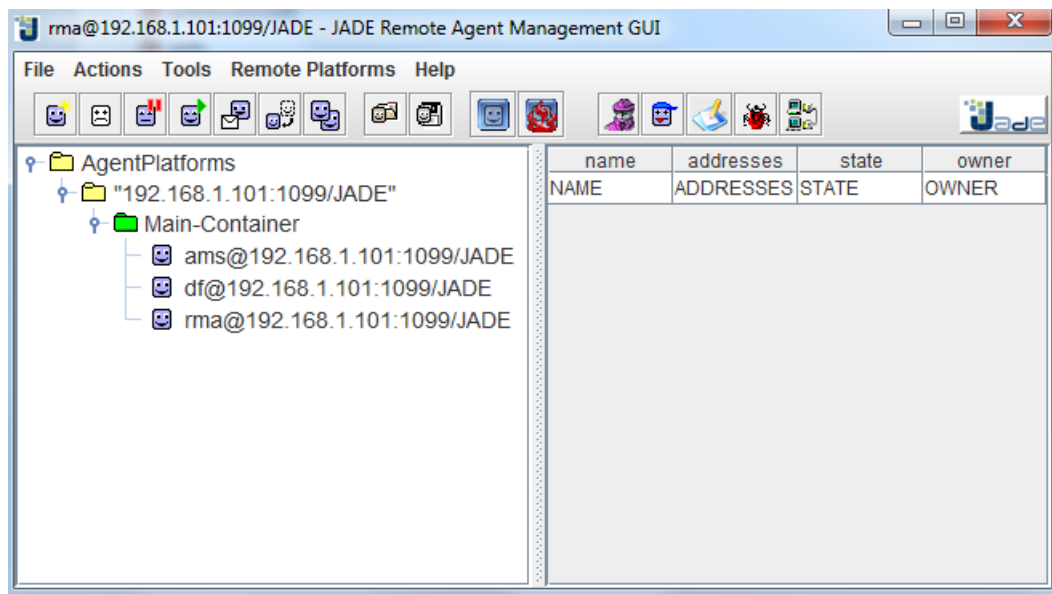 rma@192.168.1.101:1099/JADE - JADE Remote Agent Management GUI
File Actions Tools Remote Platforms Help
Jade
AgentPlatforms
"192.168.1.101:1099/JADE"
Main-Container
ams@192.168.1.101:1099/JADE
df@192.168.1.101:1099/JADE
rma@192.168.1.101:1099/JADE
name addresses state owner
NAME ADDRESSES STATE OWNER